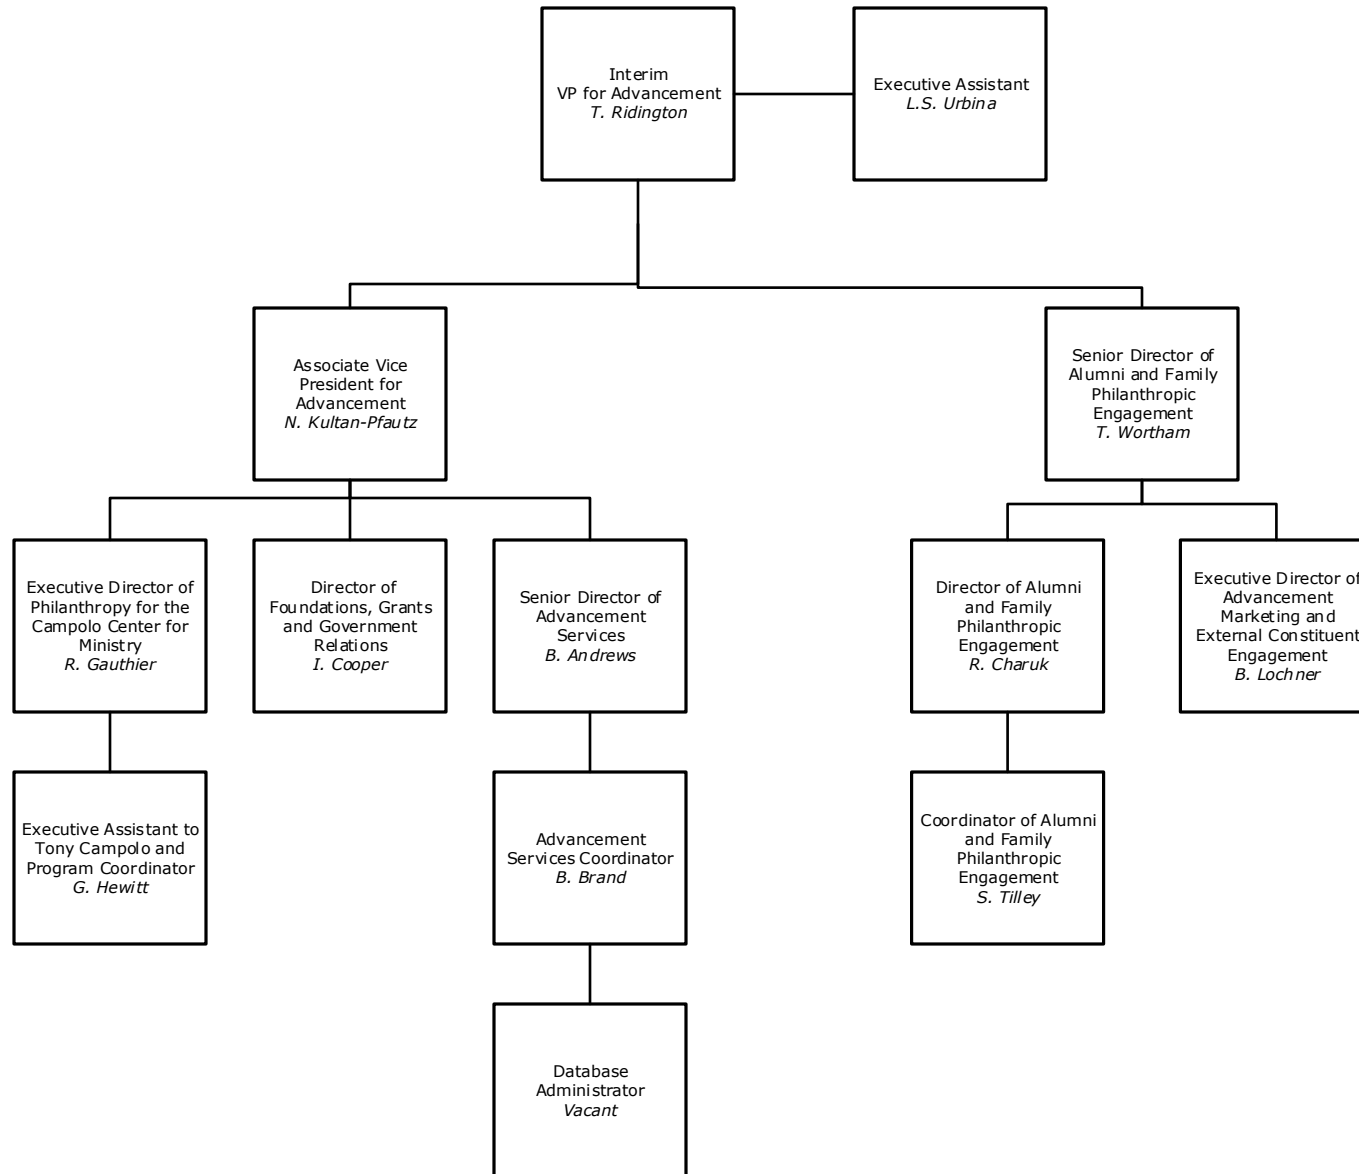 Interim
VP for Advancement
T. Ridington
Executive Assistant
L.S. Urbina
Associate Vice
President for
Advancement
N. Kultan-Pfautz
Senior Director of
Alumni and Family
Philanthropic
Engagement
T. Wortham
Executive Director of
Philanthropy for the
Campolo Center for
Ministry
R. Gauthier
Director of
Foundations, Grants
and Government
Relations
I. Cooper
Senior Director of
Advancement
Services
B. Andrews
Director of Alumni
and Family
Philanthropic
Engagement
R. Charuk
Executive Director of
Advancement
Marketing and
External Constituent
Engagement
B. Lochner
Executive Assistant to
Tony Campolo and
Program Coordinator
G. Hewitt
Advancement
Services Coordinator
B. Brand
Coordinator of Alumni
and Family
Philanthropic
Engagement
S. Tilley
Database
Administrator
Vacant